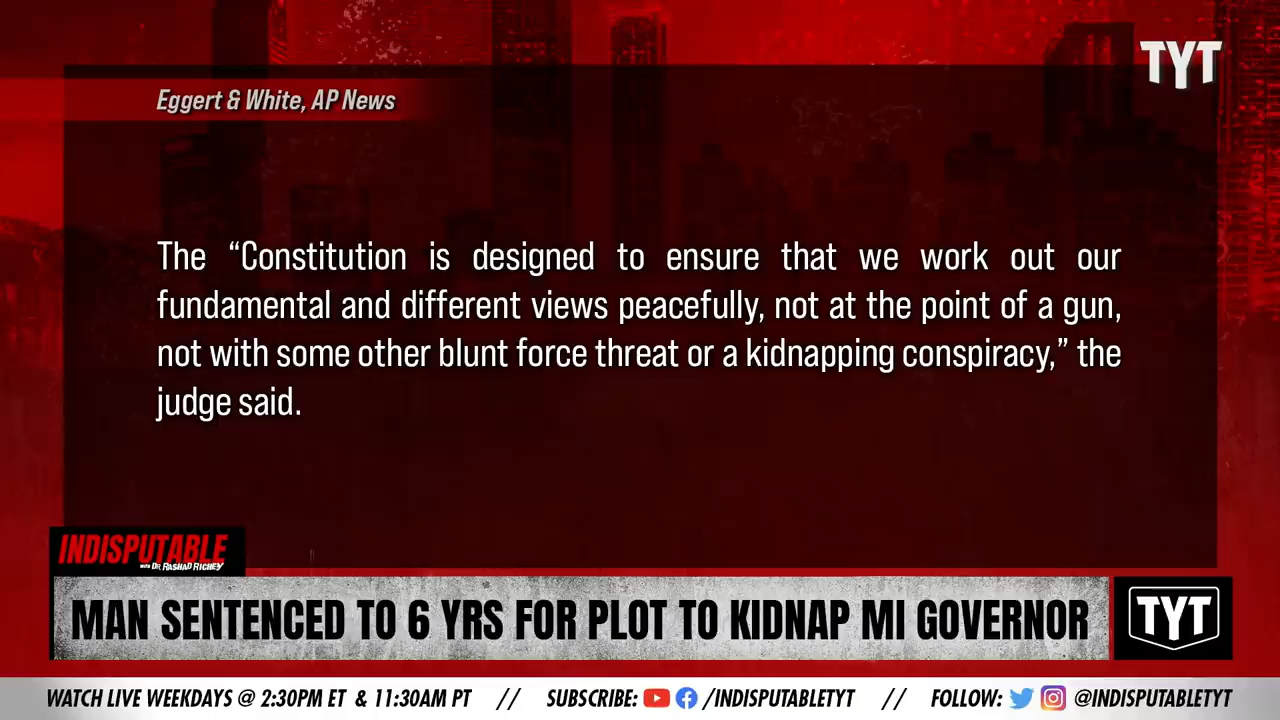 TYT
Eggert & White, AP News
The “Constitution is designed to ensure that we work out our
fundamental and different views peacefully, not at the point of a gun,
not with some other blunt force threat or a kidnapping conspiracy,” the
judge said.
INDISPUTABLE
WITH DR. RASHAD RICHEY
MAN SENTENCED TO 6 YRS FOR PLOT TO KIDNAP MI GOVERNOR
TYT
WATCH LIVE WEEKDAYS @ 2:30PM ET & 11:30AM PT // SUBSCRIBE: /INDISPUTABLETYT // FOLLOW: @INDISPUTABLETYT